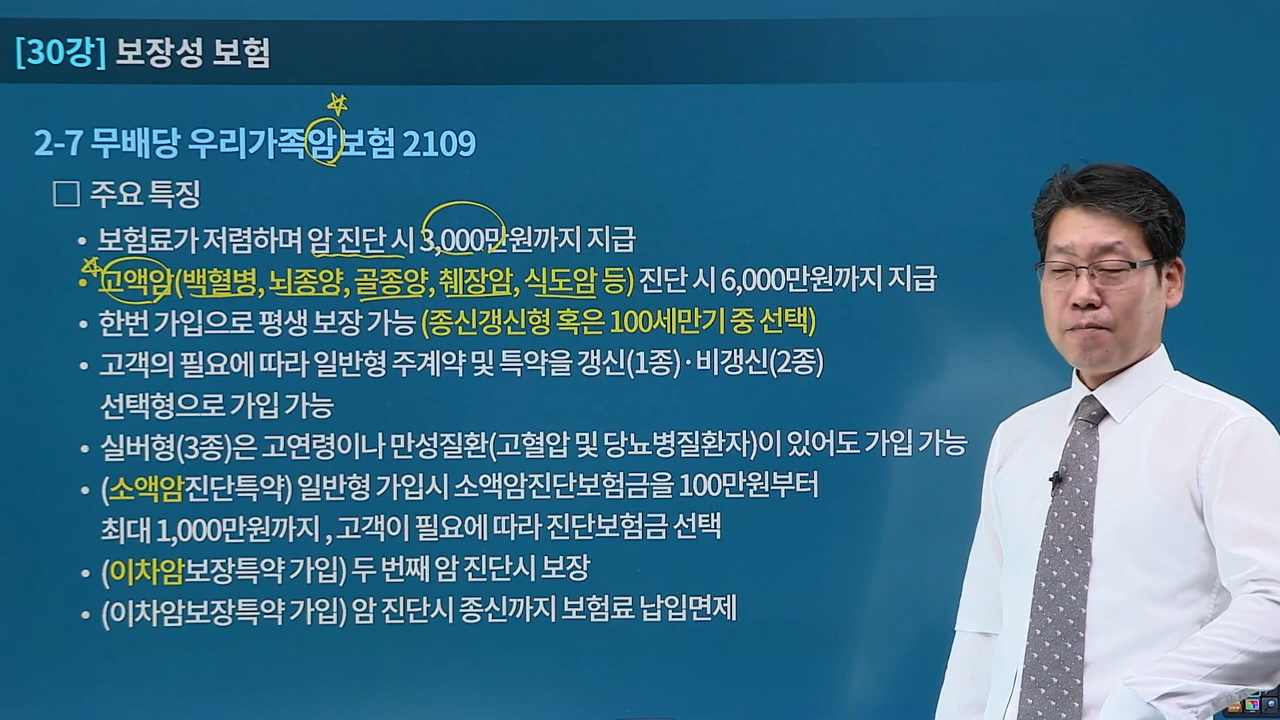 [30강] 보장성 보험
2-7 무배당 우리가족암보험 2109
□ 주요 특징
• 보험료가 저렴하며 암 진단 시 3,000만원까지 지급
• 고액암(백혈병, 뇌종양, 골종양, 췌장암, 식도암 등) 진단 시 6,000만원까지 지급
• 한번 가입으로 평생 보장 가능 (종신갱신형 혹은 100세만기 중 선택)
• 고객의 필요에 따라 일반형 주계약 및 특약을 갱신(1종)·비갱신(2종)
선택형으로 가입 가능
• 실버형(3종)은 고연령이나 만성질환(고혈압 및 당뇨병질환자)이 있어도 가입 가능
• (소액암진단특약) 일반형 가입시 소액암진단보험금을 100만원부터
최대 1,000만원까지 , 고객이 필요에 따라 진단보험금 선택
• (이차암보장특약 가입) 두 번째 암 진단시 보장
• (이차암보장특약 가입) 암 진단시 종신까지 보험료 납입면제